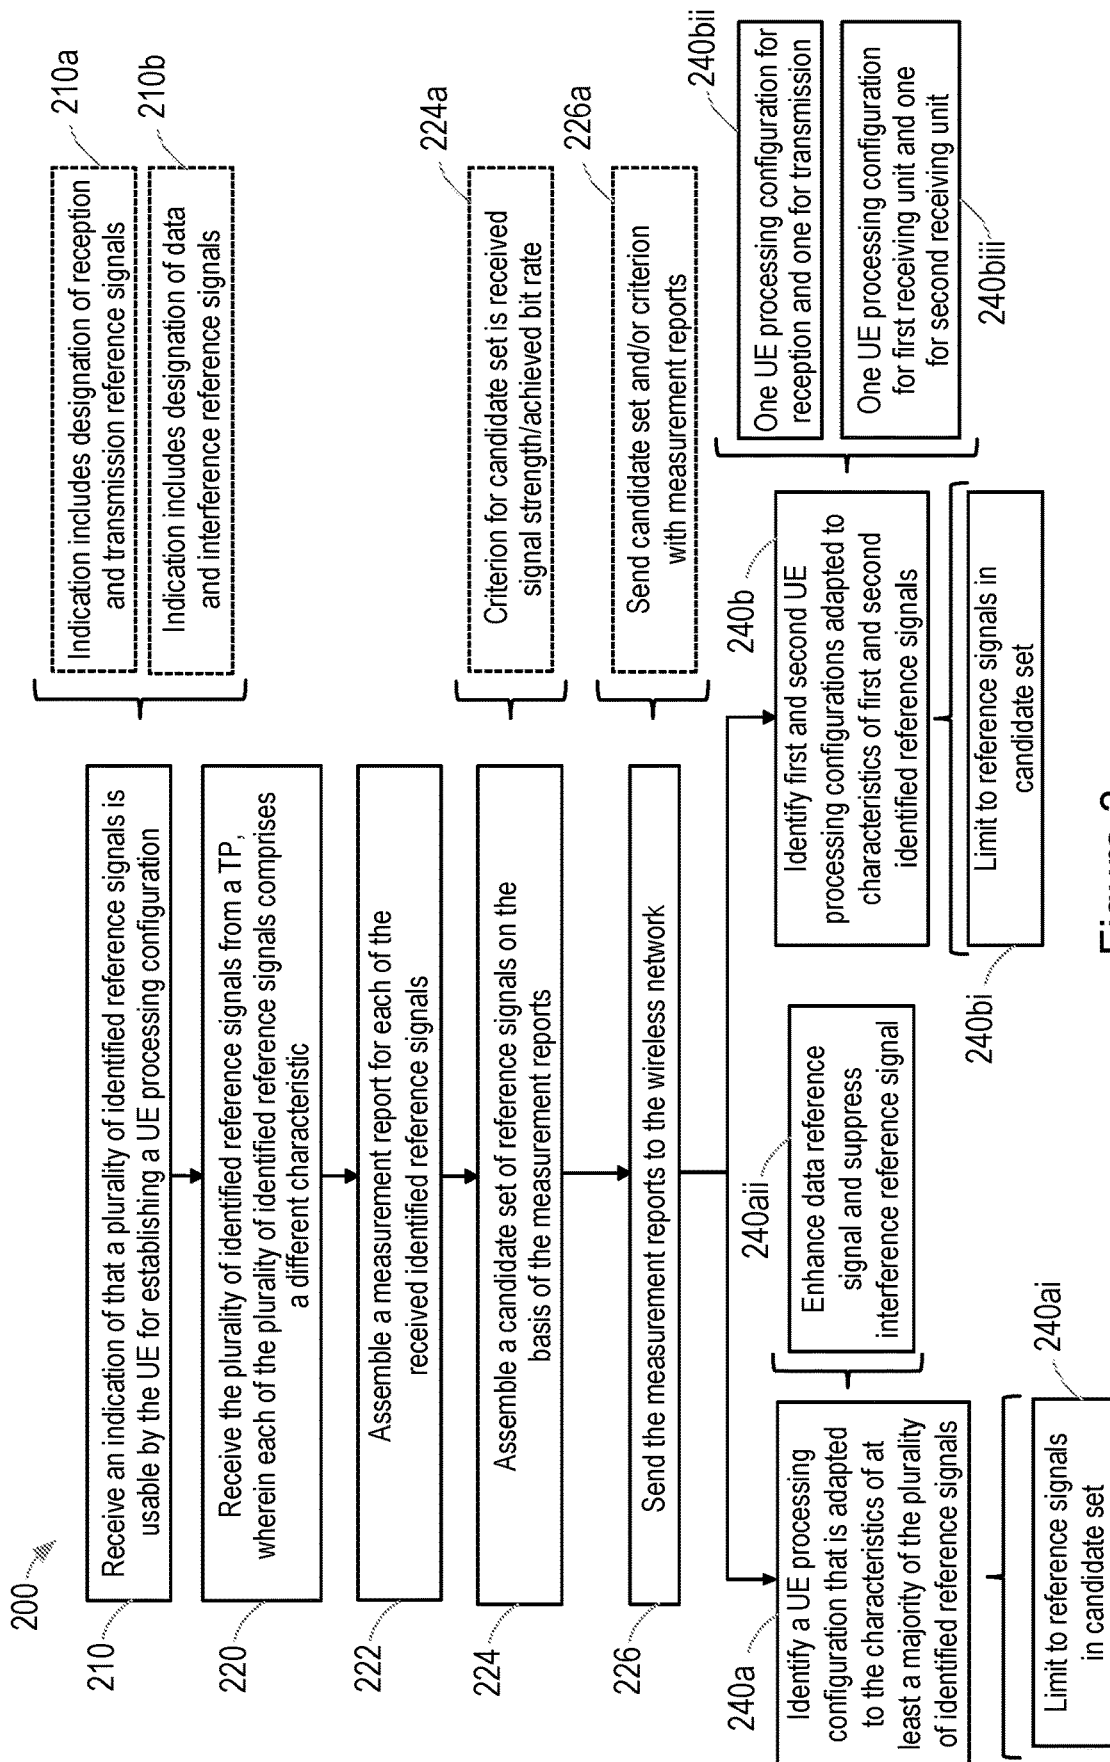 200
210
Receive an indication of that a plurality of identified reference signals is
usable by the UE for establishing a UE processing configuration
Indication includes designation of reception
and transmission reference signals
210a
Indication includes designation of data
and interference reference signals
210b
220
Receive the plurality of identified reference signals from a TP,
wherein each of the plurality of identified reference signals comprises
a different characteristic
222
Assemble a measurement report for each of the
received identified reference signals
224
Assemble a candidate set of reference signals on the
basis of the measurement reports
Criterion for candidate set is received
signal strength/achieved bit rate
224a
226
Send the measurement reports to the wireless network
Send candidate set and/or criterion
with measurement reports
226a
240a
Identify a UE processing
configuration that is adapted
to the characteristics of at
least a majority of the plurality
of identified reference signals
240aii
Enhance data reference
signal and suppress
interference reference signal
240ai
Limit to reference signals
in candidate set
240b
Identify first and second UE
processing configurations adapted to
characteristics of first and second
identified reference signals
240bi
Limit to reference signals in
candidate set
One UE processing configuration for
reception and one for transmission
240bii
One UE processing configuration
for first receiving unit and one
for second receiving unit
240biii